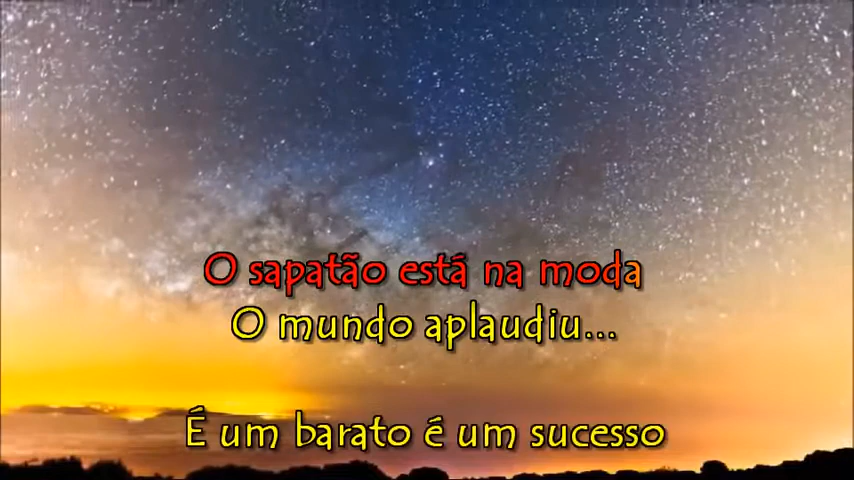 O sapatão está na moda
O mundo aplaudiu...
É um barato é um sucesso